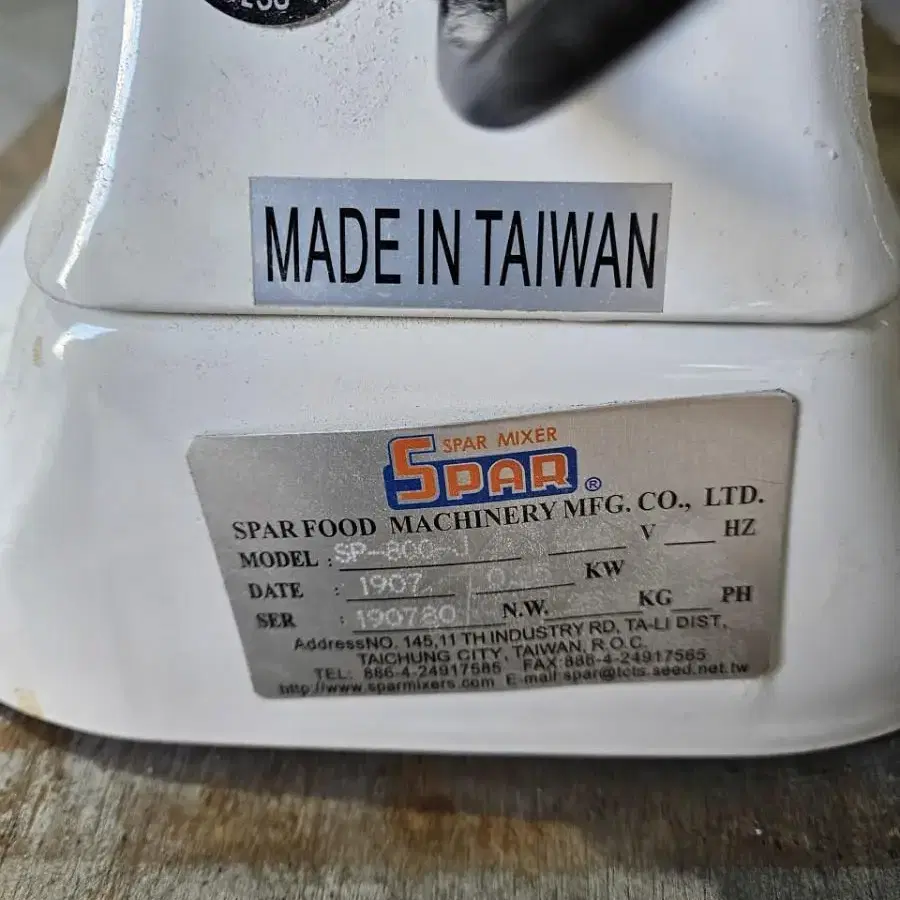 MADE IN TAIWAN
SPAR MIXER
SPAR®
SPAR FOOD MACHINERY MFG. CO., LTD.
MODEL : SP-800-J V HZ
DATE : 1907 KW
SER : 190780 N.W. KG PH
AddressNO. 145,11 TH INDUSTRY RD, TA-LI DIST,
TAICHUNG CITY, TAIWAN, R.O.C.
TEL: 886-4-24917585 FAX:886-4-24917565
http://www.sparmixers.com E-mail spar@tcts.seed.net.tw